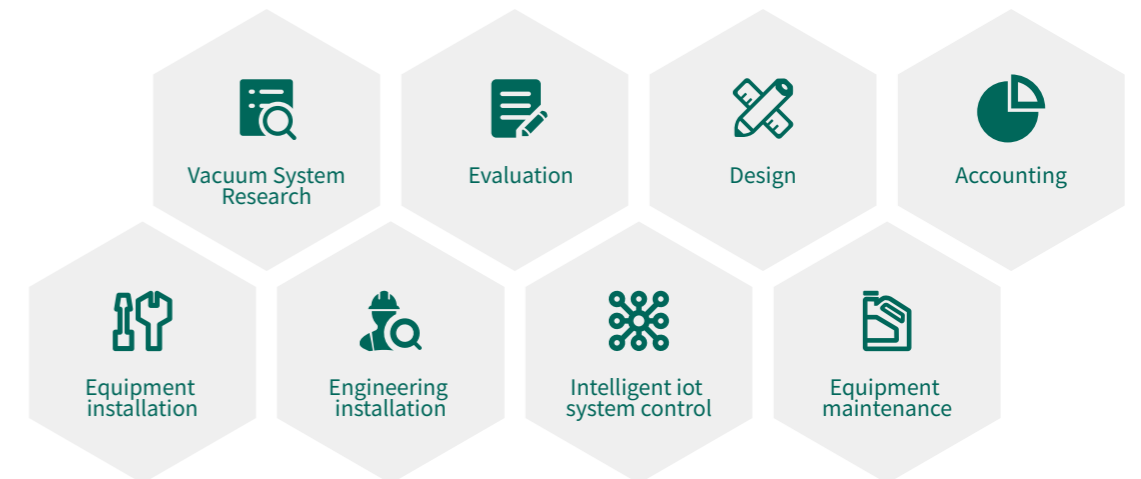 Vacuum System
Research
Evaluation
Design
Accounting
Equipment
installation
Engineering
installation
Intelligent iot
system control
Equipment
maintenance